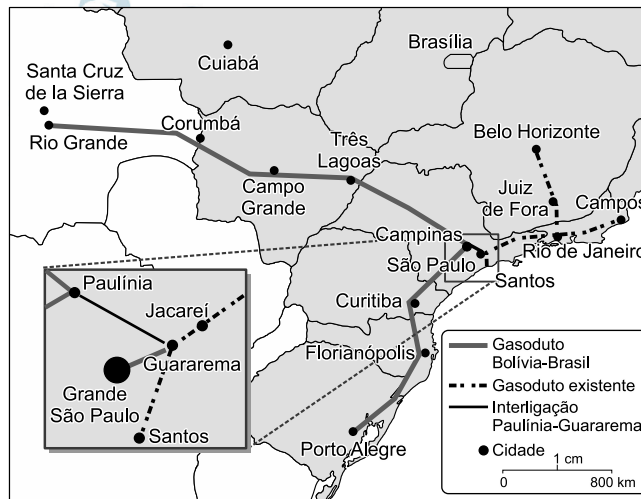 Brasília
Cuiabá
Santa Cruz
de la Sierra
Rio Grande
Corumbá
Três
Lagoas
Belo Horizonte
Campo
Grande
Juiz
de Fora
Campos
Campinas
São Paulo
Rio de Janeiro
Santos
Curitiba
Florianópolis
Porto Alegre
Paulínia
Jacareí
Guararema
Grande
São Paulo
Santos
Gasoduto
Bolívia-Brasil
Gasoduto existente
Interligação
Paulínia-Guararema
Cidade
1 cm
0 800 km